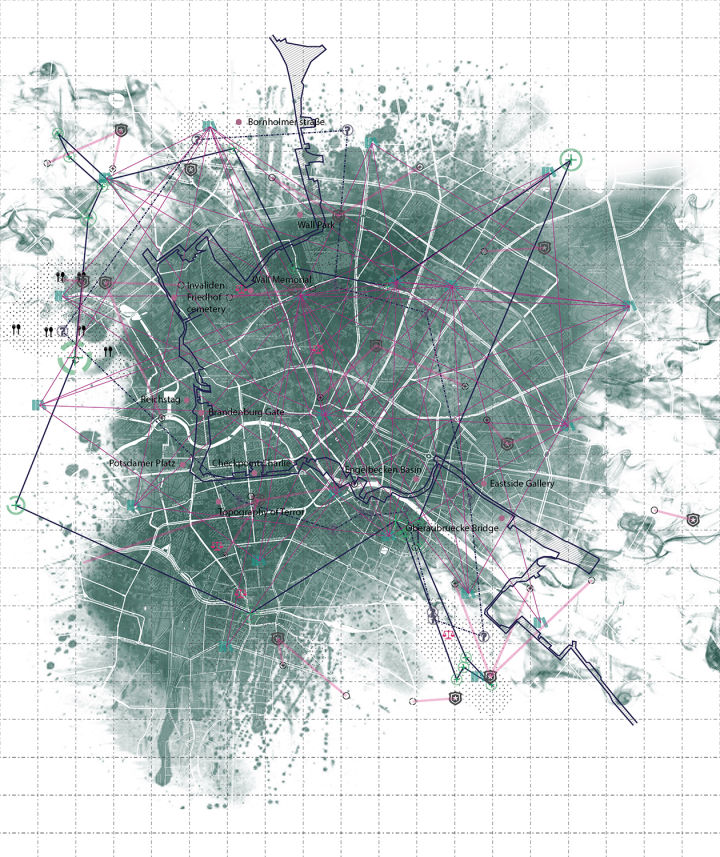 Bornholmer straße
Wall Park
Wall Memorial
Invaliden
Friedhof
cemetery
Reichstag
Brandenburg Gate
Potsdamer Platz
Checkpoint Charlie
Engelbecken Basin
Eastside Gallery
Topography of Terror
Oberaubruecke Bridge